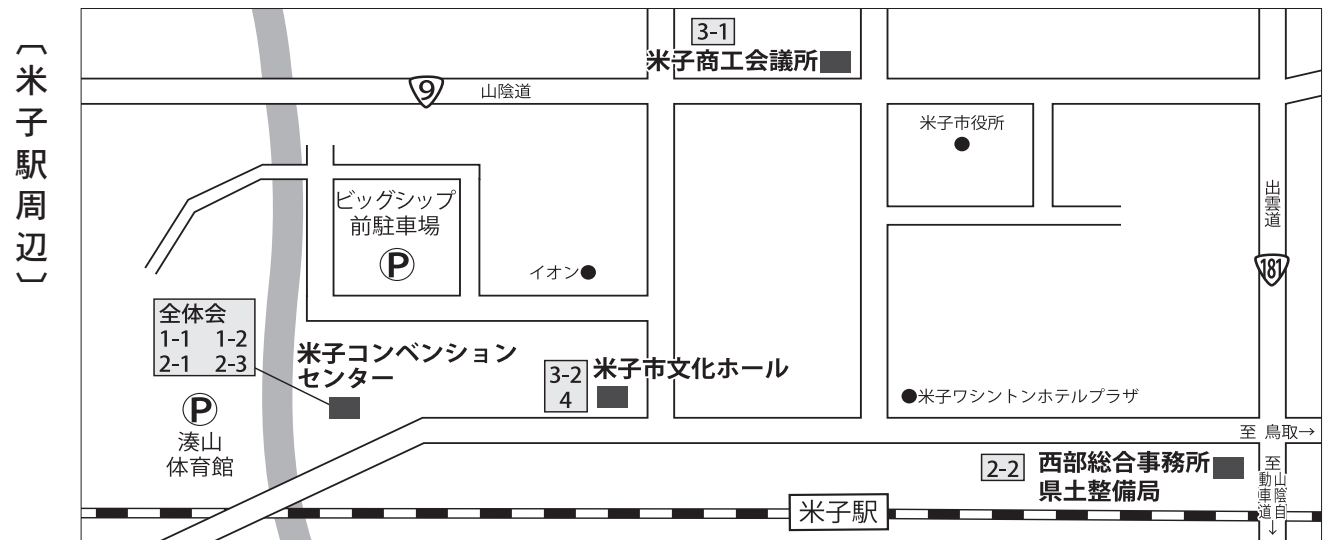 〔米子駅周辺〕
3-1
米子商工会議所
9
山陰道
米子市役所
ビッグシップ
前駐車場
P
イオン
出雲道
181
全体会
1-1 1-2
2-1 2-3
米子コンベンション
センター
3-2
4
米子市文化ホール
米子ワシントンホテルプラザ
P
湊山
体育館
至 鳥取→
2-2
西部総合事務所
県土整備局
至山陰自動車道→
米子駅